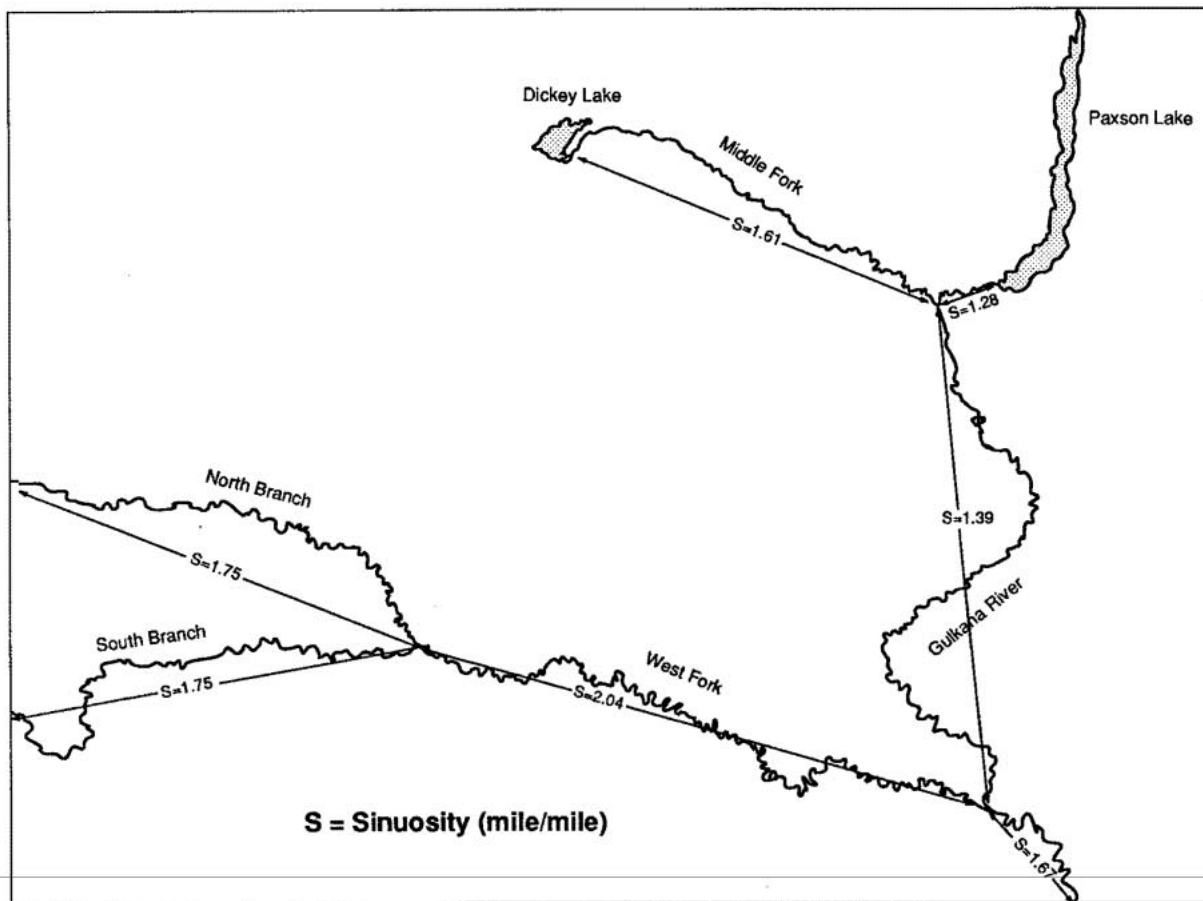 Dickey Lake
Paxson Lake
Middle Fork
S=1.61
S=1.28
North Branch
S=1.39
S=1.75
Gulkana River
South Branch
West Fork
S=1.75
S=2.04
S = Sinuosity (mile/mile)
S=1.67